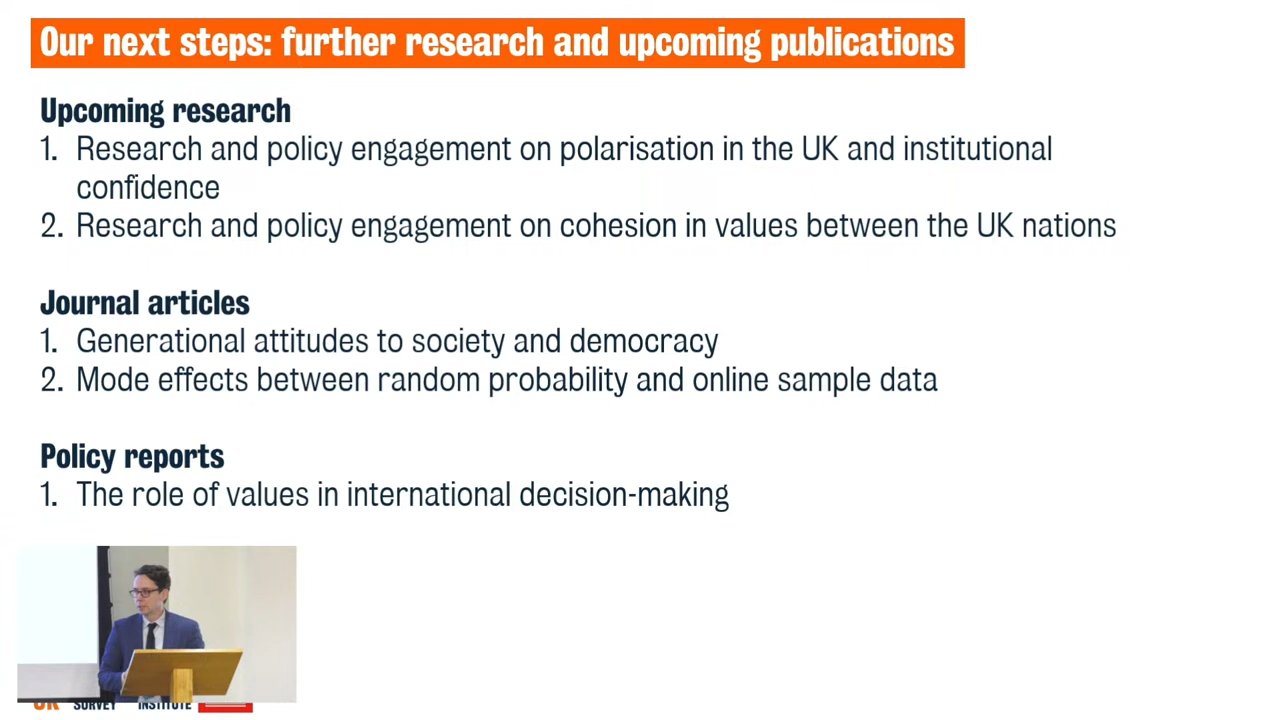 Our next steps: further research and upcoming publications
Upcoming research
1. Research and policy engagement on polarisation in the UK and institutional
confidence
2. Research and policy engagement on cohesion in values between the UK nations
Journal articles
1. Generational attitudes to society and democracy
2. Mode effects between random probability and online sample data
Policy reports
1. The role of values in international decision-making
UK SURVEY INSTITUTE